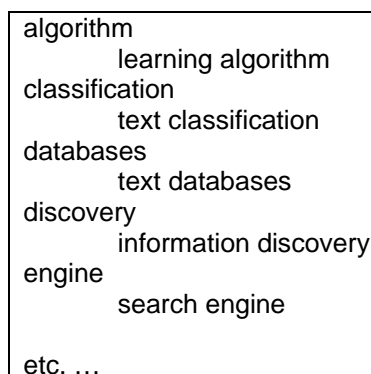 algorithm
learning algorithm
classification
text classification
databases
text databases
discovery
information discovery
engine
search engine
etc. …